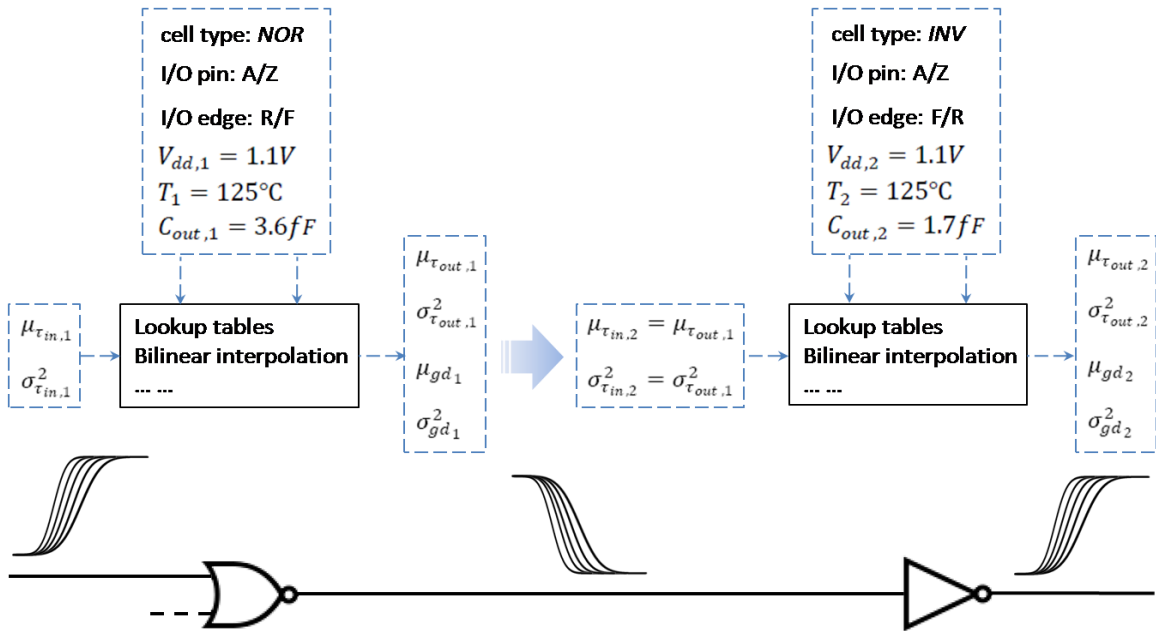 cell type: NOR
I/O pin: A/Z
I/O edge: R/F
V_{dd,1} = 1.1V
T_1 = 125°C
C_{out,1} = 3.6fF
cell type: INV
I/O pin: A/Z
I/O edge: F/R
V_{dd,2} = 1.1V
T_2 = 125°C
C_{out,2} = 1.7fF
μ_{τ_{in,1}}
σ²_{τ_{in,1}}
Lookup tables
Bilinear interpolation
... ...
μ_{τ_{out,1}}
σ²_{τ_{out,1}}
μ_{gd_1}
σ²_{gd_1}
μ_{τ_{in,2}} = μ_{τ_{out,1}}
σ²_{τ_{in,2}} = σ²_{τ_{out,1}}
Lookup tables
Bilinear interpolation
... ...
μ_{τ_{out,2}}
σ²_{τ_{out,2}}
μ_{gd_2}
σ²_{gd_2}